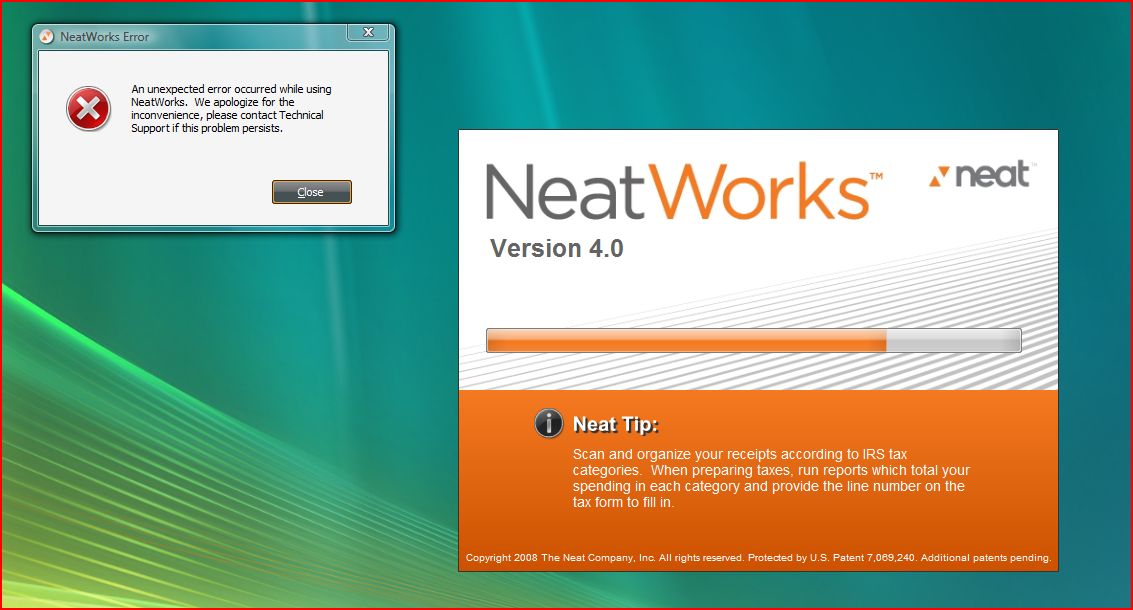 NeatWorks Error
An unexpected error occurred while using
NeatWorks.  We apologize for the
inconvenience, please contact Technical
Support if this problem persists.
Close
NeatWorks™
neat™
Version 4.0
Neat Tip:
Scan and organize your receipts according to IRS tax
categories.  When preparing taxes, run reports which total your
spending in each category and provide the line number on the
tax form to fill in.
Copyright 2008 The Neat Company, Inc. All rights reserved. Protected by U.S. Patent 7,069,240. Additional patents pending.